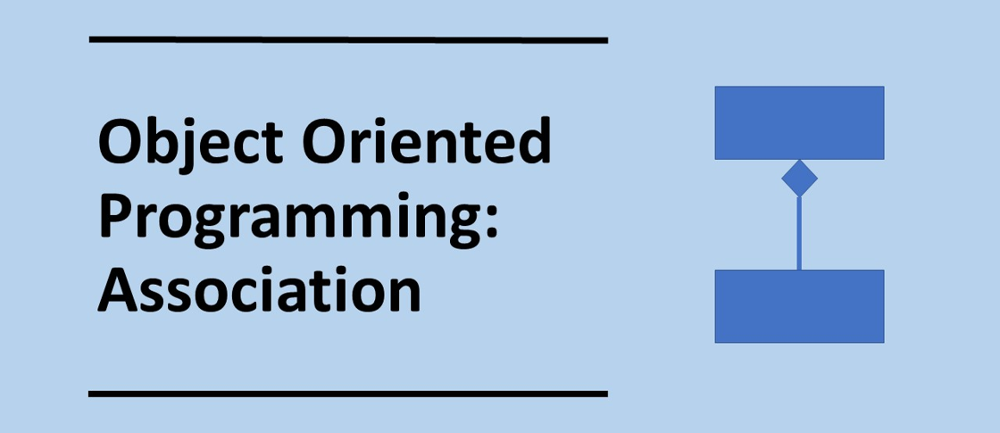 Object Oriented
Programming:
Association